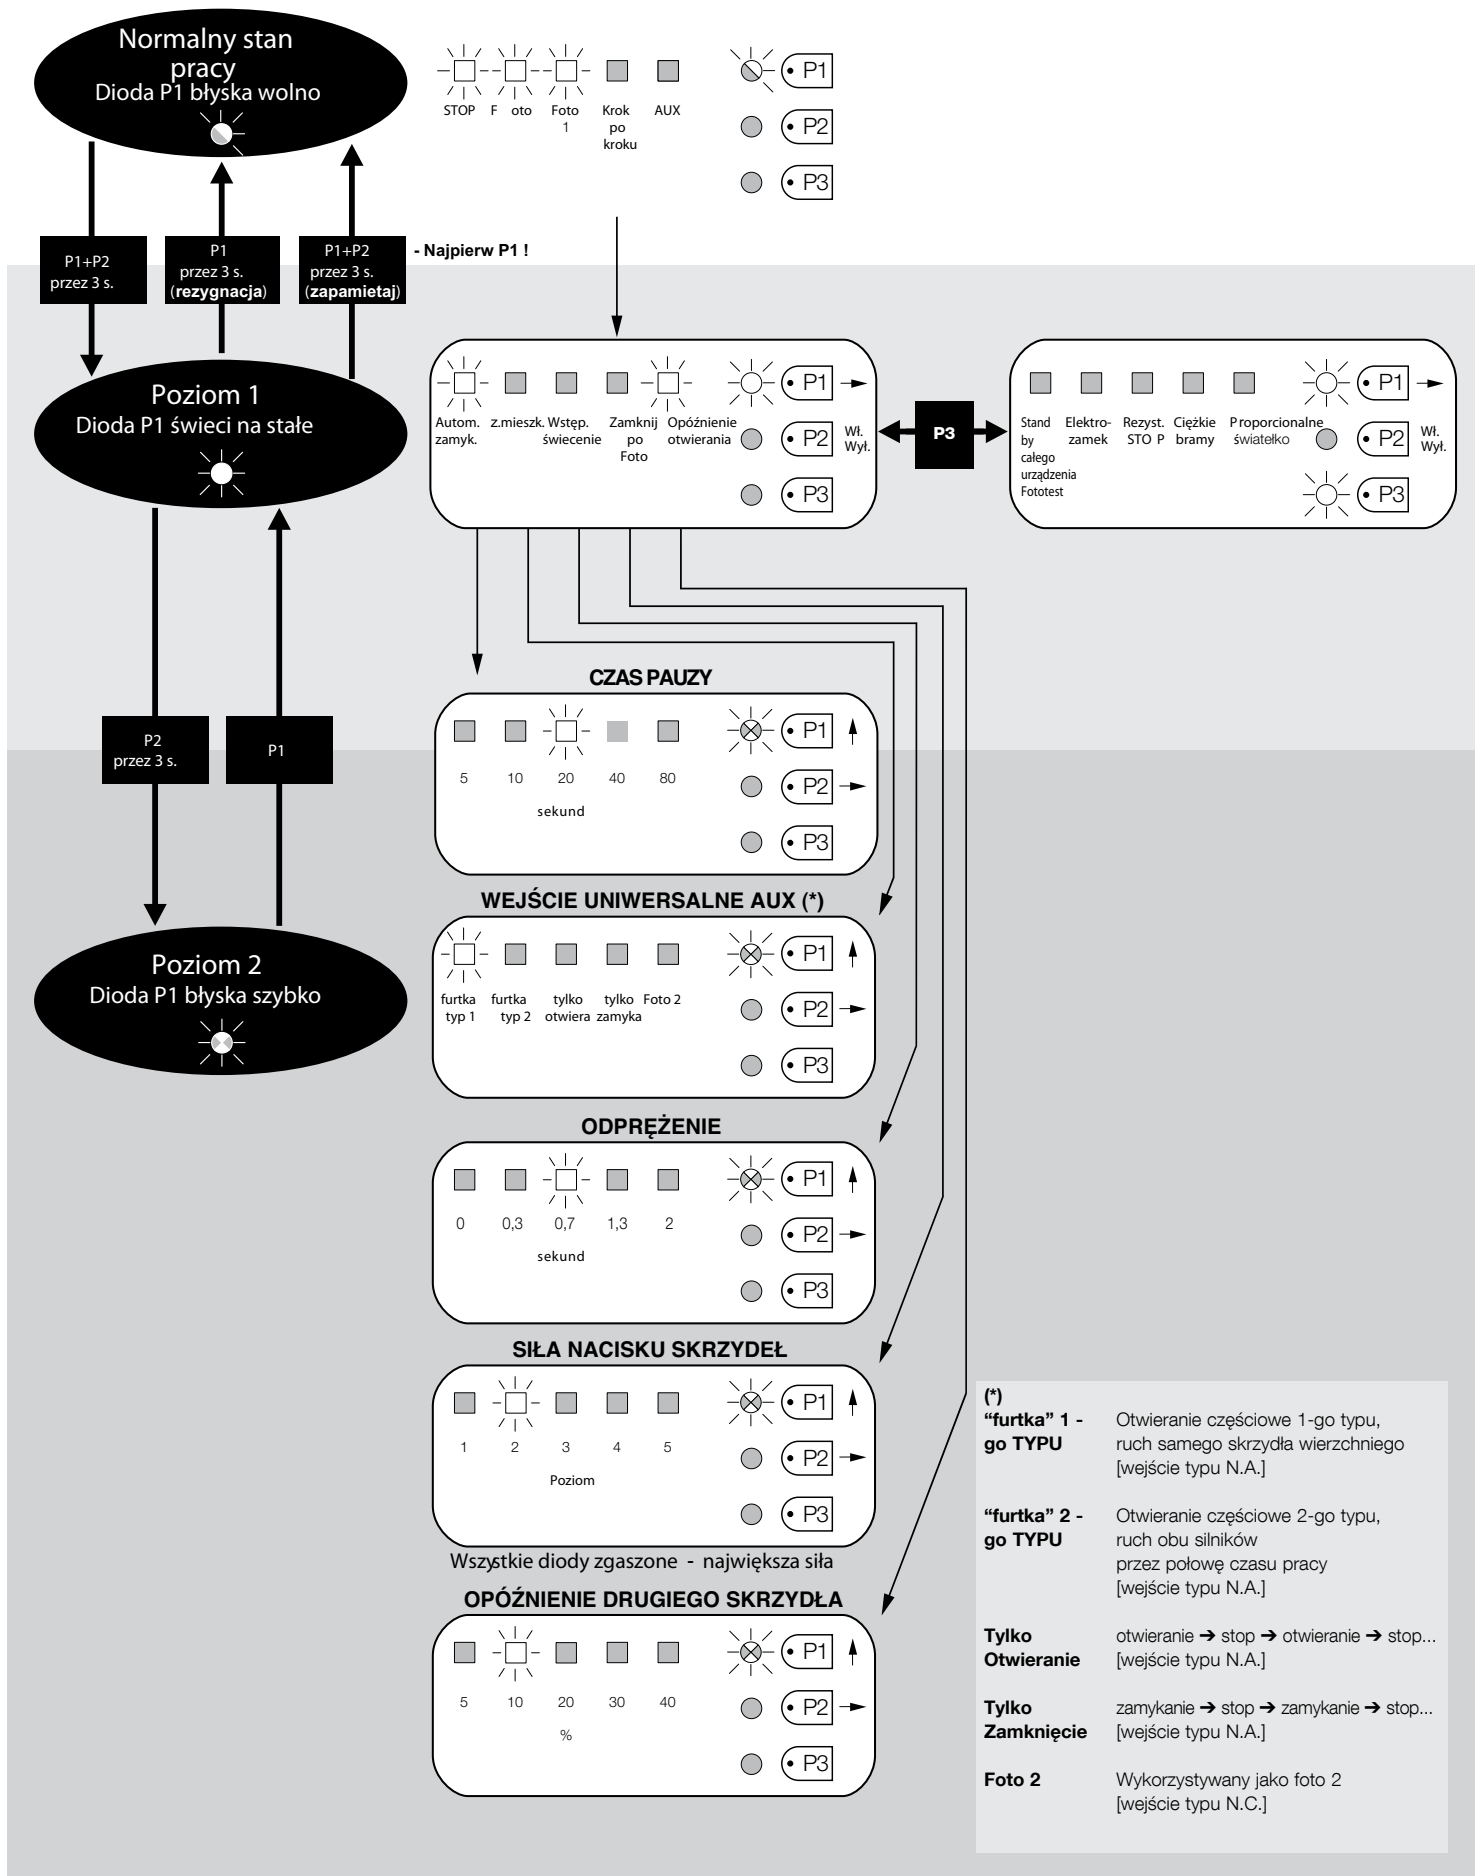 Normalny stan
pracy
Dioda P1 błyska wolno
STOP F oto Foto 1 Krok po kroku AUX
P1
P2
P3
P1+P2
przez 3 s.
P1
przez 3 s.
(rezygnacja)
P1+P2
przez 3 s.
(zapamietaj)
- Najpierw P1 !
Poziom 1
Dioda P1 świeci na stałe
Autom. zamyk.
z.mieszk.
Wstęp. świecenie
Zamknij po Foto
Opóźnienie otwierania
P1
P2
Wł.
Wył.
P3
P3
Stand
by
całego
urządzenia
Fototest
Elektro-
zamek
Rezyst.
STO P
Ciężkie
bramy
P roporcjonalne
światełko
P1
P2
Wł.
Wył.
P3
P2
przez 3 s.
P1
Poziom 2
Dioda P1 błyska szybko
CZAS PAUZY
5 10 20 40 80
sekund
P1
P2
P3
WEJŚCIE UNIWERSALNE AUX (*)
furtka typ 1
furtka typ 2
tylko otwiera
tylko zamyka
Foto 2
P1
P2
P3
ODPRĘŻENIE
0 0,3 0,7 1,3 2
sekund
P1
P2
P3
SIŁA NACISKU SKRZYDEŁ
1 2 3 4 5
Poziom
P1
P2
P3
Wszystkie diody zgaszone - największa siła
OPÓŹNIENIE DRUGIEGO SKRZYDŁA
5 10 20 30 40
%
P1
P2
P3
(*)
“furtka” 1 - Otwieranie częściowe 1-go typu,
go TYPU ruch samego skrzydła wierzchniego
[wejście typu N.A.]
“furtka” 2 - Otwieranie częściowe 2-go typu,
go TYPU ruch obu silników
przez połowę czasu pracy
[wejście typu N.A.]
Tylko otwieranie ➔ stop ➔ otwieranie ➔ stop...
Otwieranie [wejście typu N.A.]
Tylko zamykanie ➔ stop ➔ zamykanie ➔ stop...
Zamknięcie [wejście typu N.A.]
Foto 2 Wykorzystywany jako foto 2
[wejście typu N.C.]